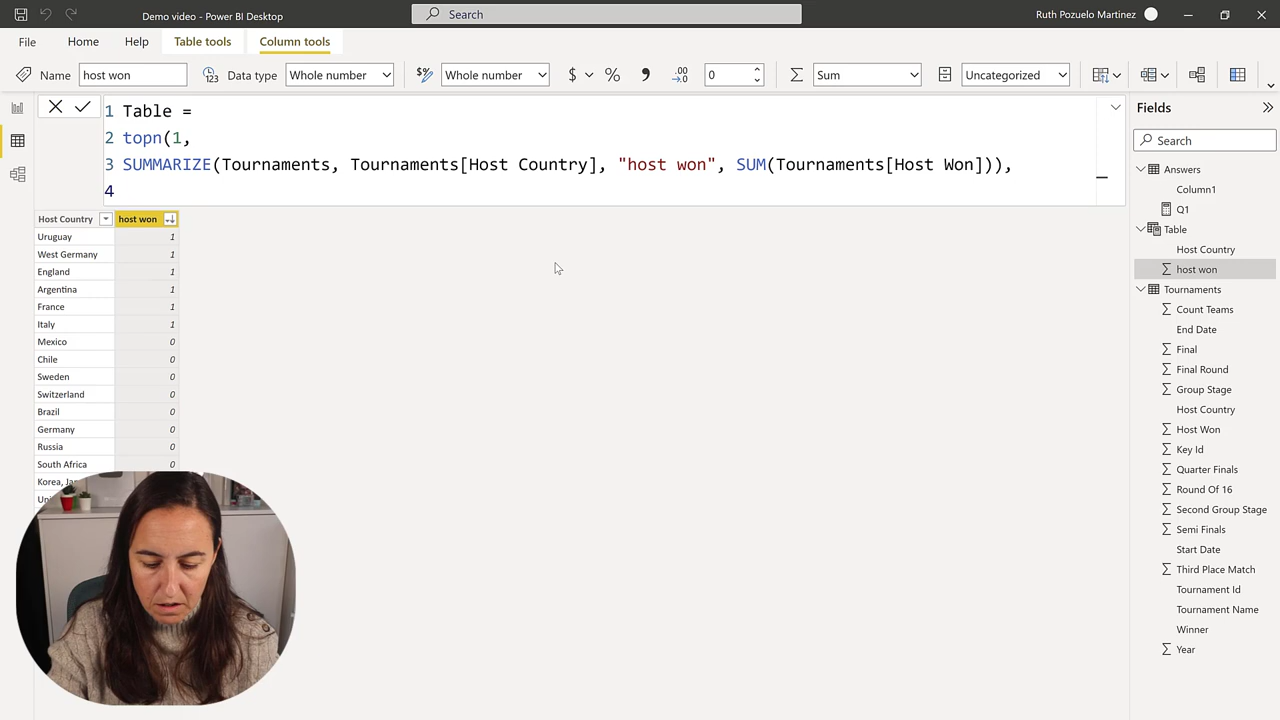 Demo video - Power BI Desktop
Search
Ruth Pozuelo Martinez
File
Home
Help
Table tools
Column tools
Name
host won
Data type
Whole number
Whole number
$
%
0
Sum
Uncategorized
1 Table =
2 topn(1,
3 SUMMARIZE(Tournaments, Tournaments[Host Country], "host won", SUM(Tournaments[Host Won])),
4
Host Country host won
Uruguay 1
West Germany 1
England 1
Argentina 1
France 1
Italy 1
Mexico 0
Chile 0
Sweden 0
Switzerland 0
Brazil 0
Germany 0
Russia 0
South Africa 0
Fields
Search
Answers
Column1
Q1
Table
Host Country
host won
Tournaments
Count Teams
End Date
Final
Final Round
Group Stage
Host Country
Host Won
Key Id
Quarter Finals
Round Of 16
Second Group Stage
Semi Finals
Start Date
Third Place Match
Tournament Id
Tournament Name
Winner
Year